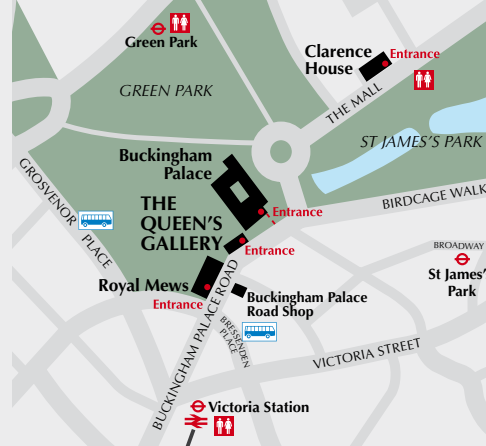 Green Park
Clarence
House
Entrance
GREEN PARK
THE MALL
ST JAMES'S PARK
Buckingham
Palace
GROSVENOR
PLACE
BIRDCAGE WALK
THE
QUEEN'S
GALLERY
Entrance
Entrance
BROADWAY
St James'
Park
Royal Mews
Entrance
Buckingham Palace
Road Shop
BUCKINGHAM PALACE ROAD
BRESSENDEN
PLACE
VICTORIA STREET
Victoria Station